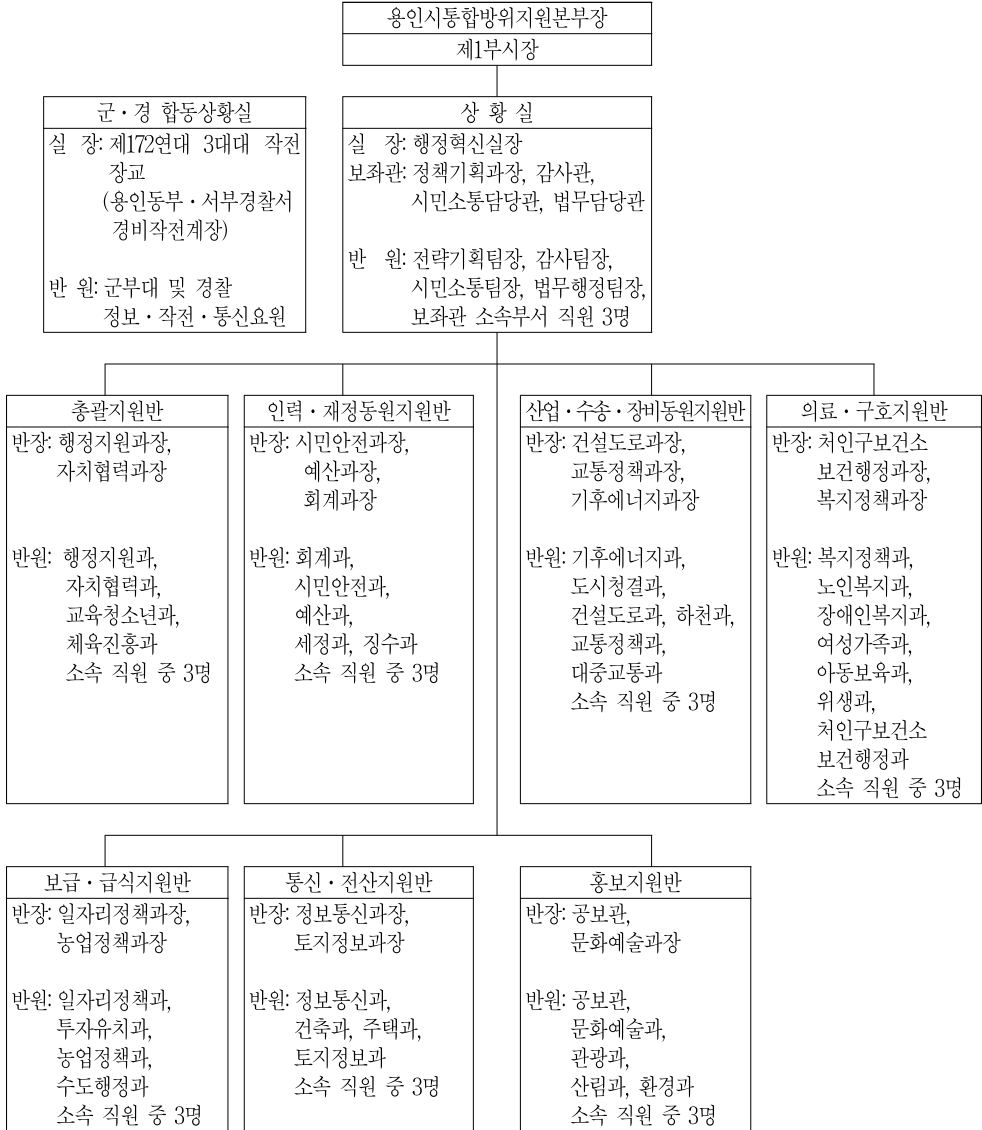 용인시통합방위지원본부장
제1부시장
군·경 합동상황실
실 장: 제172연대 3대대 작전
장교
(용인동부·서부경찰서
경비작전계장)
반 원: 군부대 및 경찰
정보·작전·통신요원
상 황 실
실 장: 행정혁신실장
보좌관: 정책기획과장, 감사관,
시민소통담당관, 법무담당관
반 원: 전략기획팀장, 감사팀장,
시민소통팀장, 법무행정팀장,
보좌관 소속부서 직원 3명
총괄지원반
반장: 행정지원과장,
자치협력과장
반원: 행정지원과,
자치협력과,
교육청소년과,
체육진흥과
소속 직원 중 3명
인력·재정동원지원반
반장: 시민안전과장,
예산과장,
회계과장
반원: 회계과,
시민안전과,
예산과,
세정과, 징수과
소속 직원 중 3명
산업·수송·장비동원지원반
반장: 건설도로과장,
교통정책과장,
기후에너지과장
반원: 기후에너지과,
도시청결과,
건설도로과, 하천과,
교통정책과,
대중교통과
소속 직원 중 3명
의료·구호지원반
반장: 처인구보건소
보건행정과장,
복지정책과장
반원: 복지정책과,
노인복지과,
장애인복지과,
여성가족과,
아동보육과,
위생과,
처인구보건소
보건행정과
소속 직원 중 3명
보급·급식지원반
반장: 일자리정책과장,
농업정책과장
반원: 일자리정책과,
투자유치과,
농업정책과,
수도행정과
소속 직원 중 3명
통신·전산지원반
반장: 정보통신과장,
토지정보과장
반원: 정보통신과,
건축과, 주택과,
토지정보과
소속 직원 중 3명
홍보지원반
반장: 공보관,
문화예술과장
반원: 공보관,
문화예술과,
관광과,
산림과, 환경과
소속 직원 중 3명